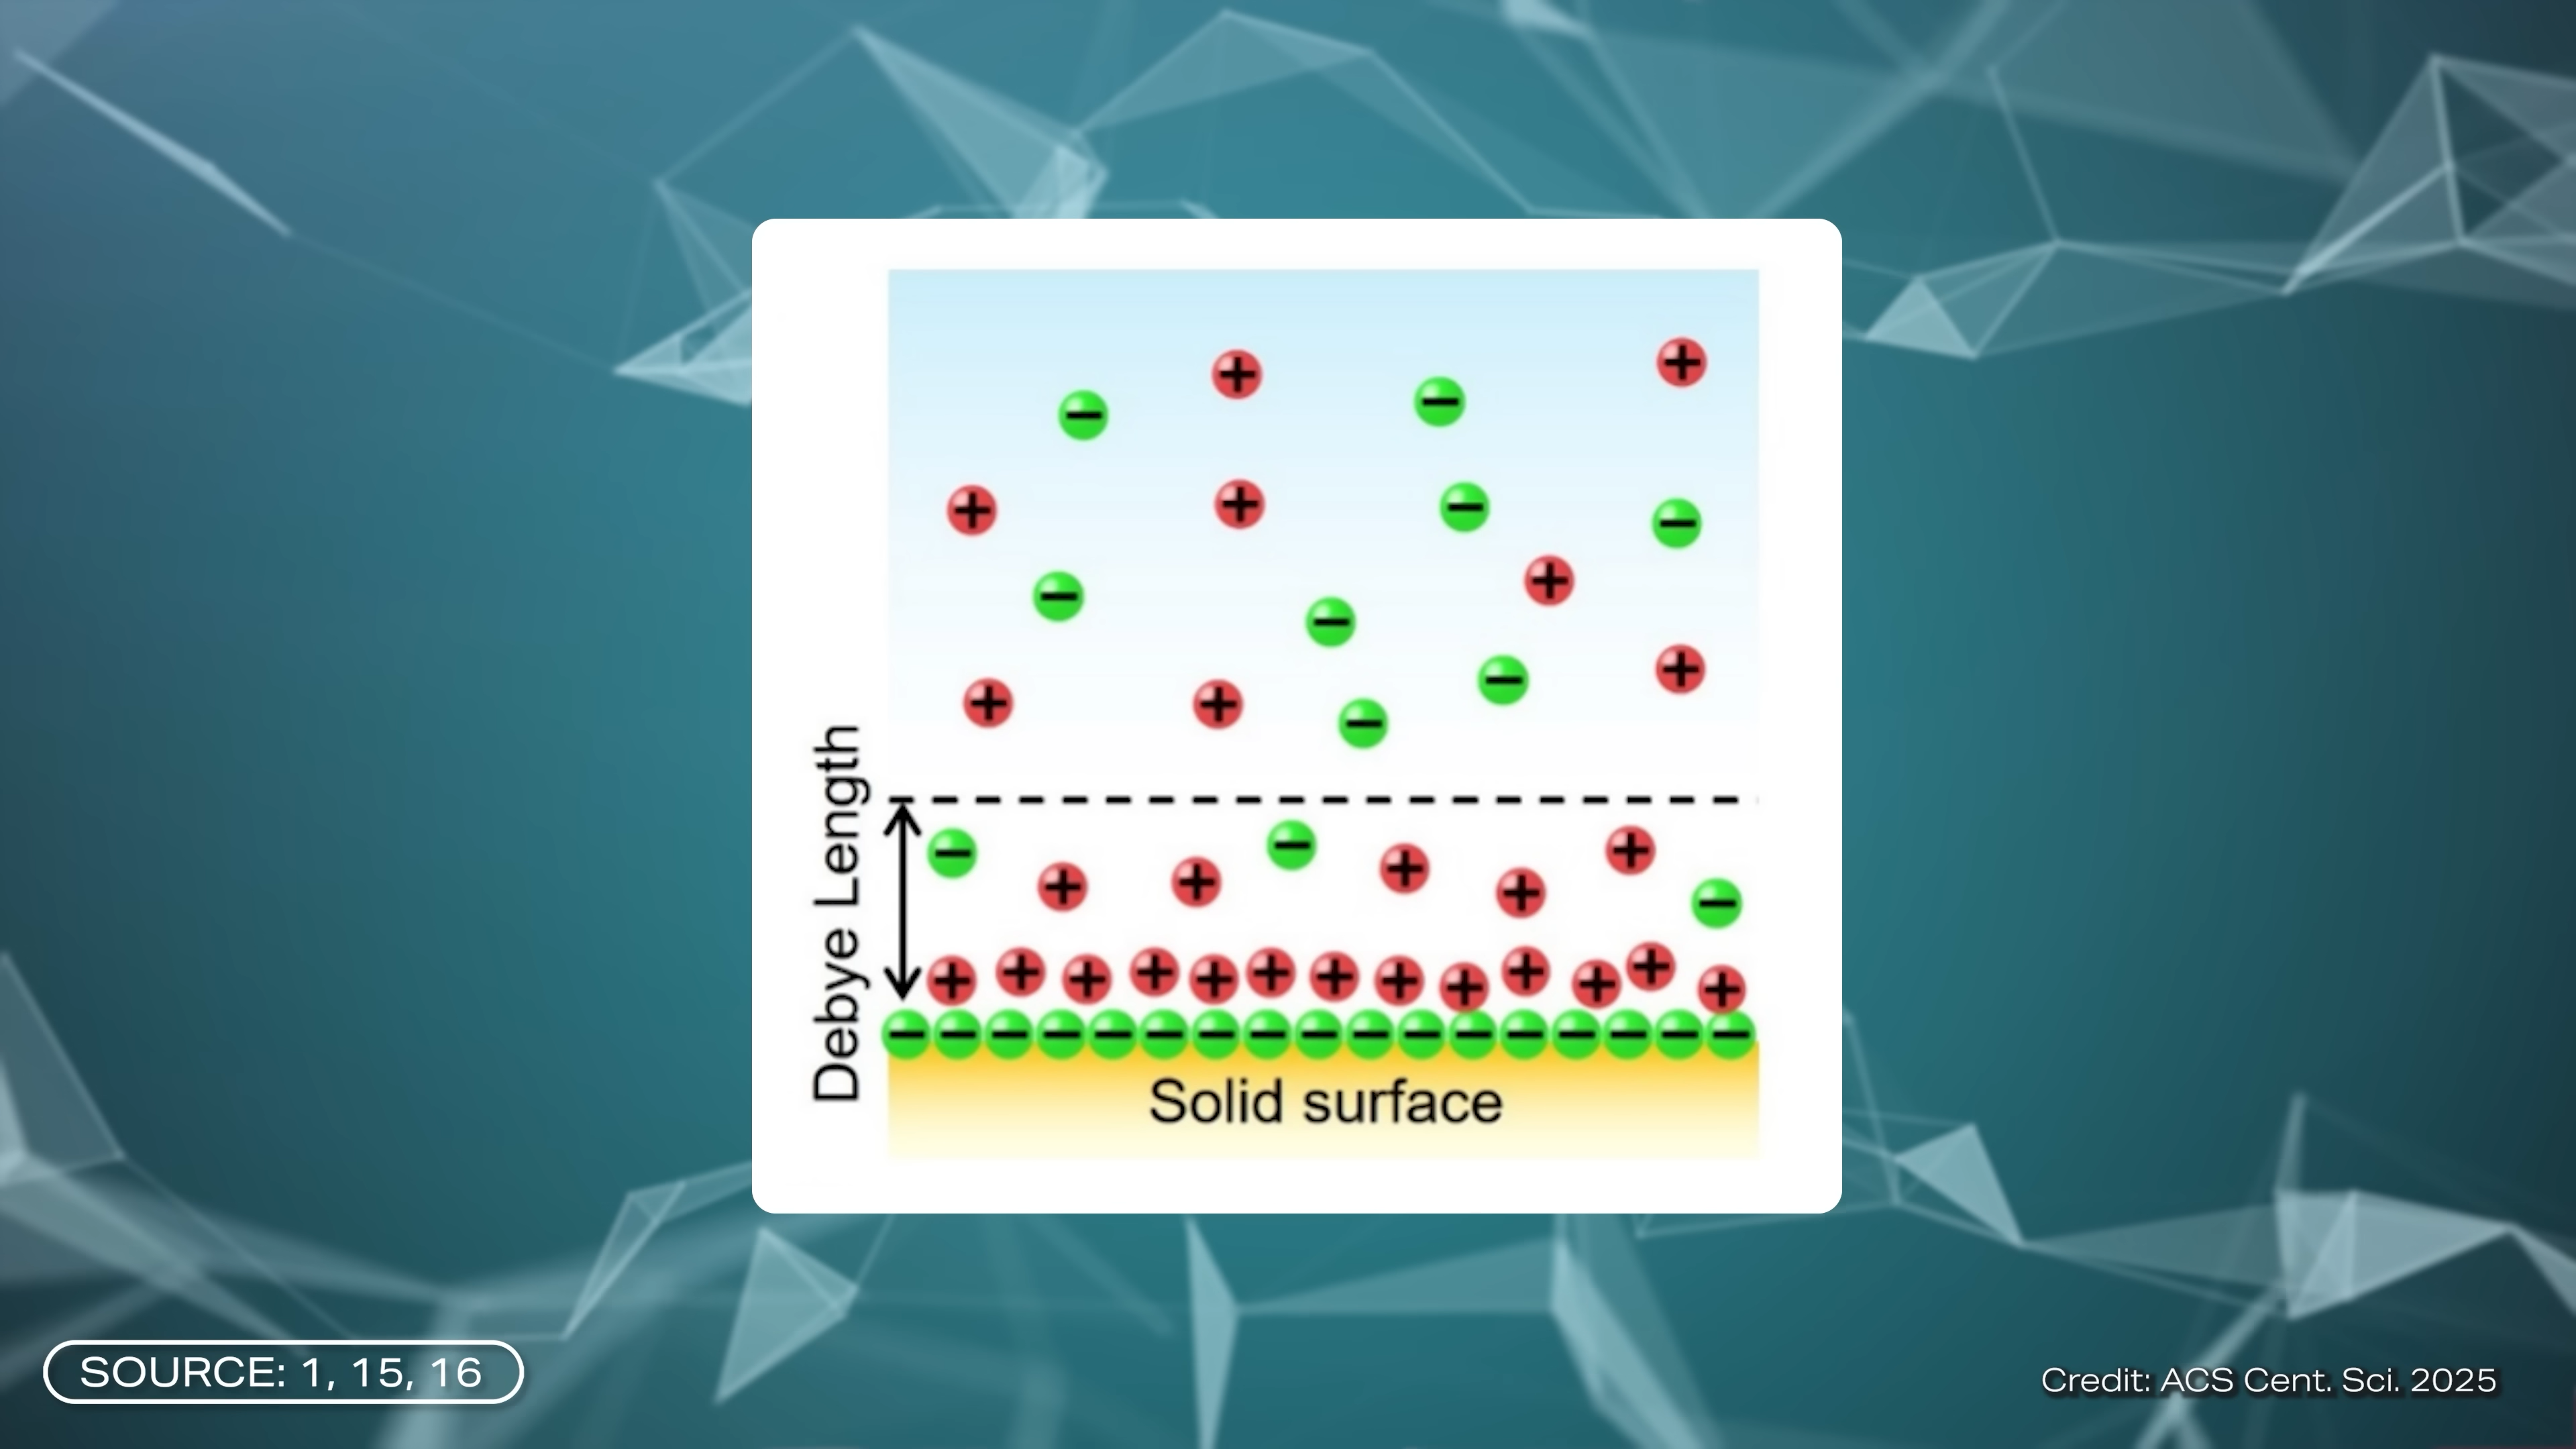 Debye Length
Solid surface
SOURCE: 1, 15, 16
Credit: ACS Cent. Sci. 2025